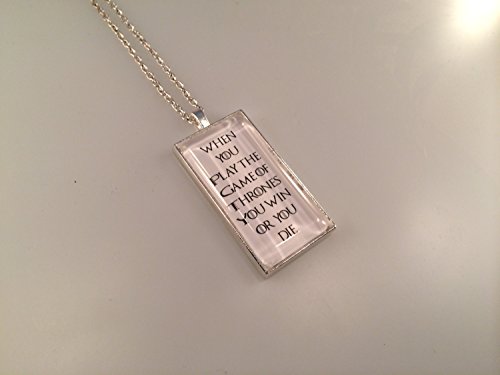 WHEN
YOU
PLAY THE
GAME OF
THRONES
YOU WIN
OR YOU
DIE